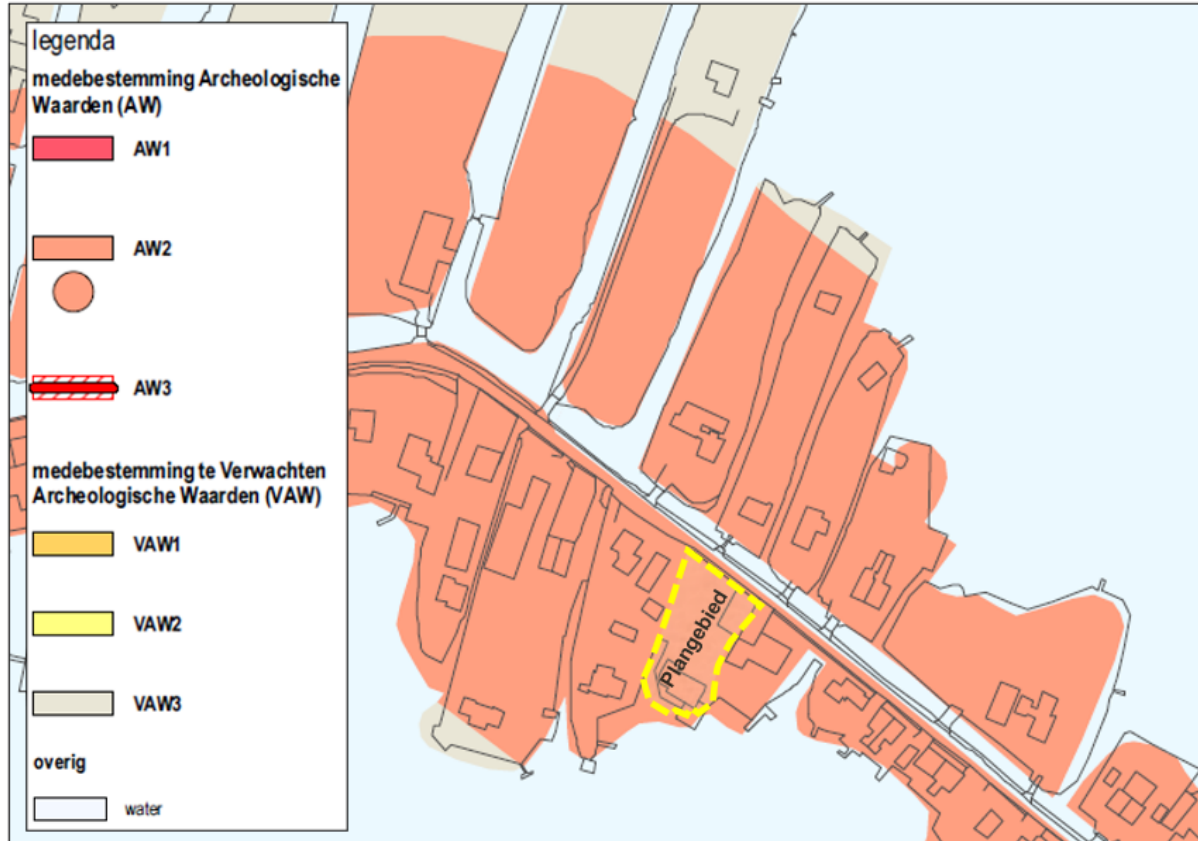 legenda
medebestemming Archeologische
Waarden (AW)
AW1
AW2
AW3
medebestemming te Verwachten
Archeologische Waarden (VAW)
VAW1
VAW2
VAW3
overig
water
Plangebied